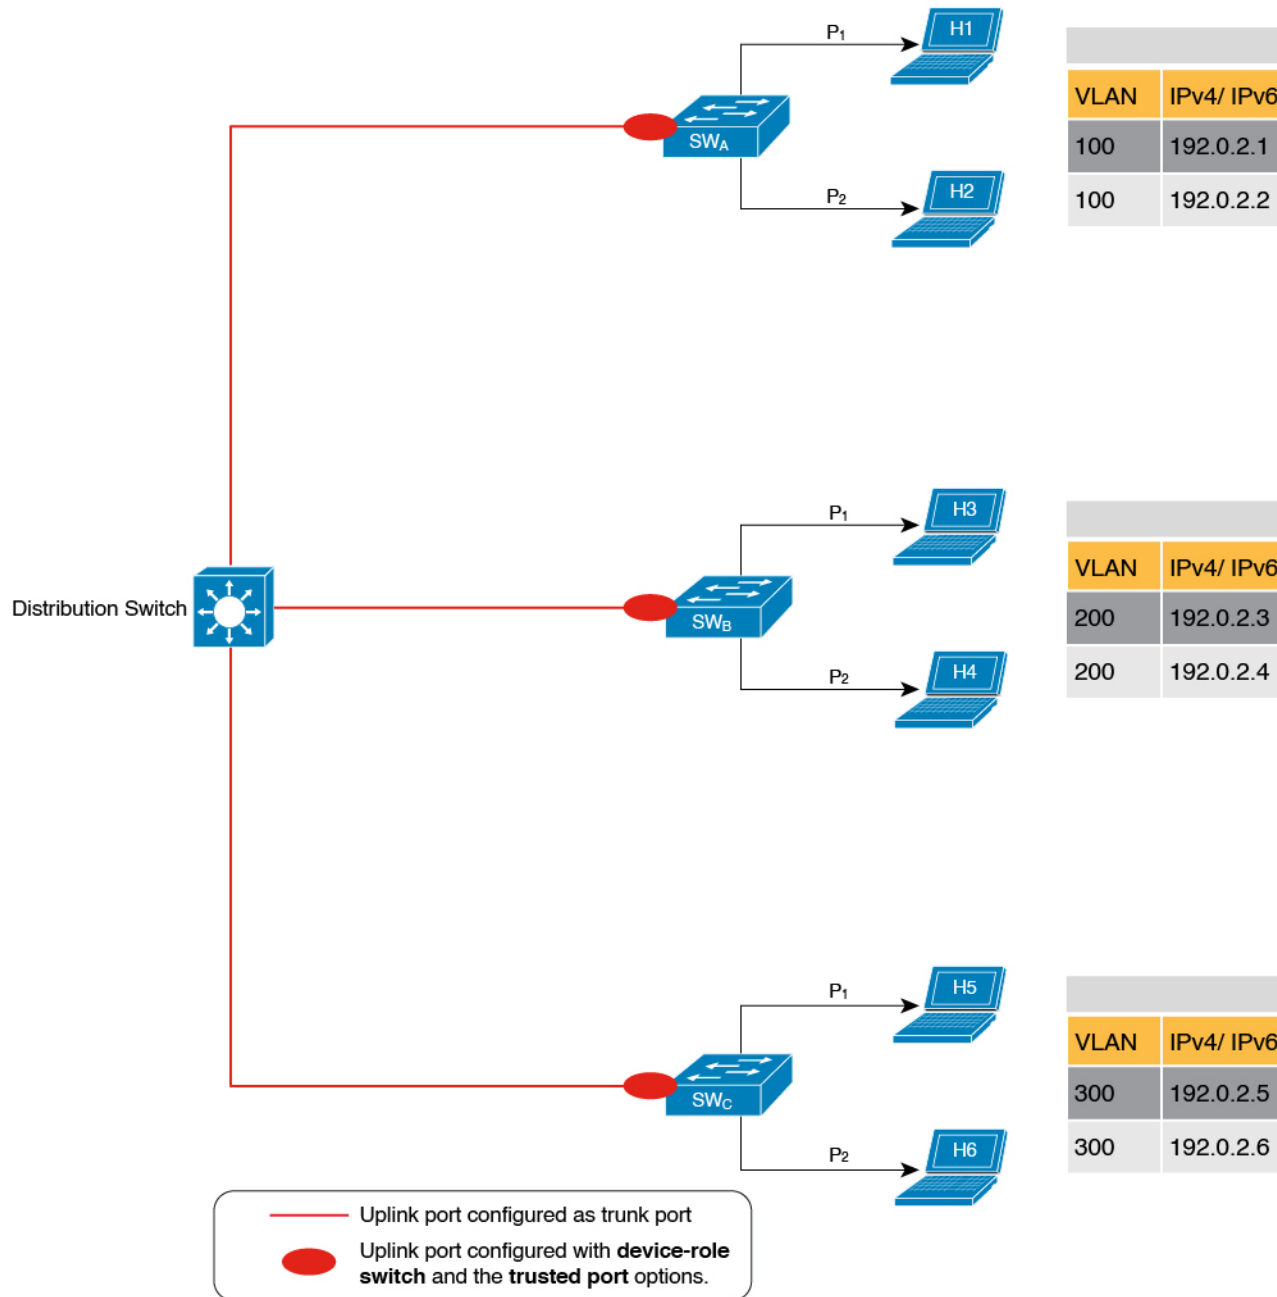 P1
H1
SWA
P2
H2
VLAN IPv4/ IPv6
100 192.0.2.1
100 192.0.2.2
Distribution Switch
P1
H3
SWB
P2
H4
VLAN IPv4/ IPv6
200 192.0.2.3
200 192.0.2.4
P1
H5
SWC
P2
H6
VLAN IPv4/ IPv6
300 192.0.2.5
300 192.0.2.6
Uplink port configured as trunk port
Uplink port configured with device-role
switch and the trusted port options.